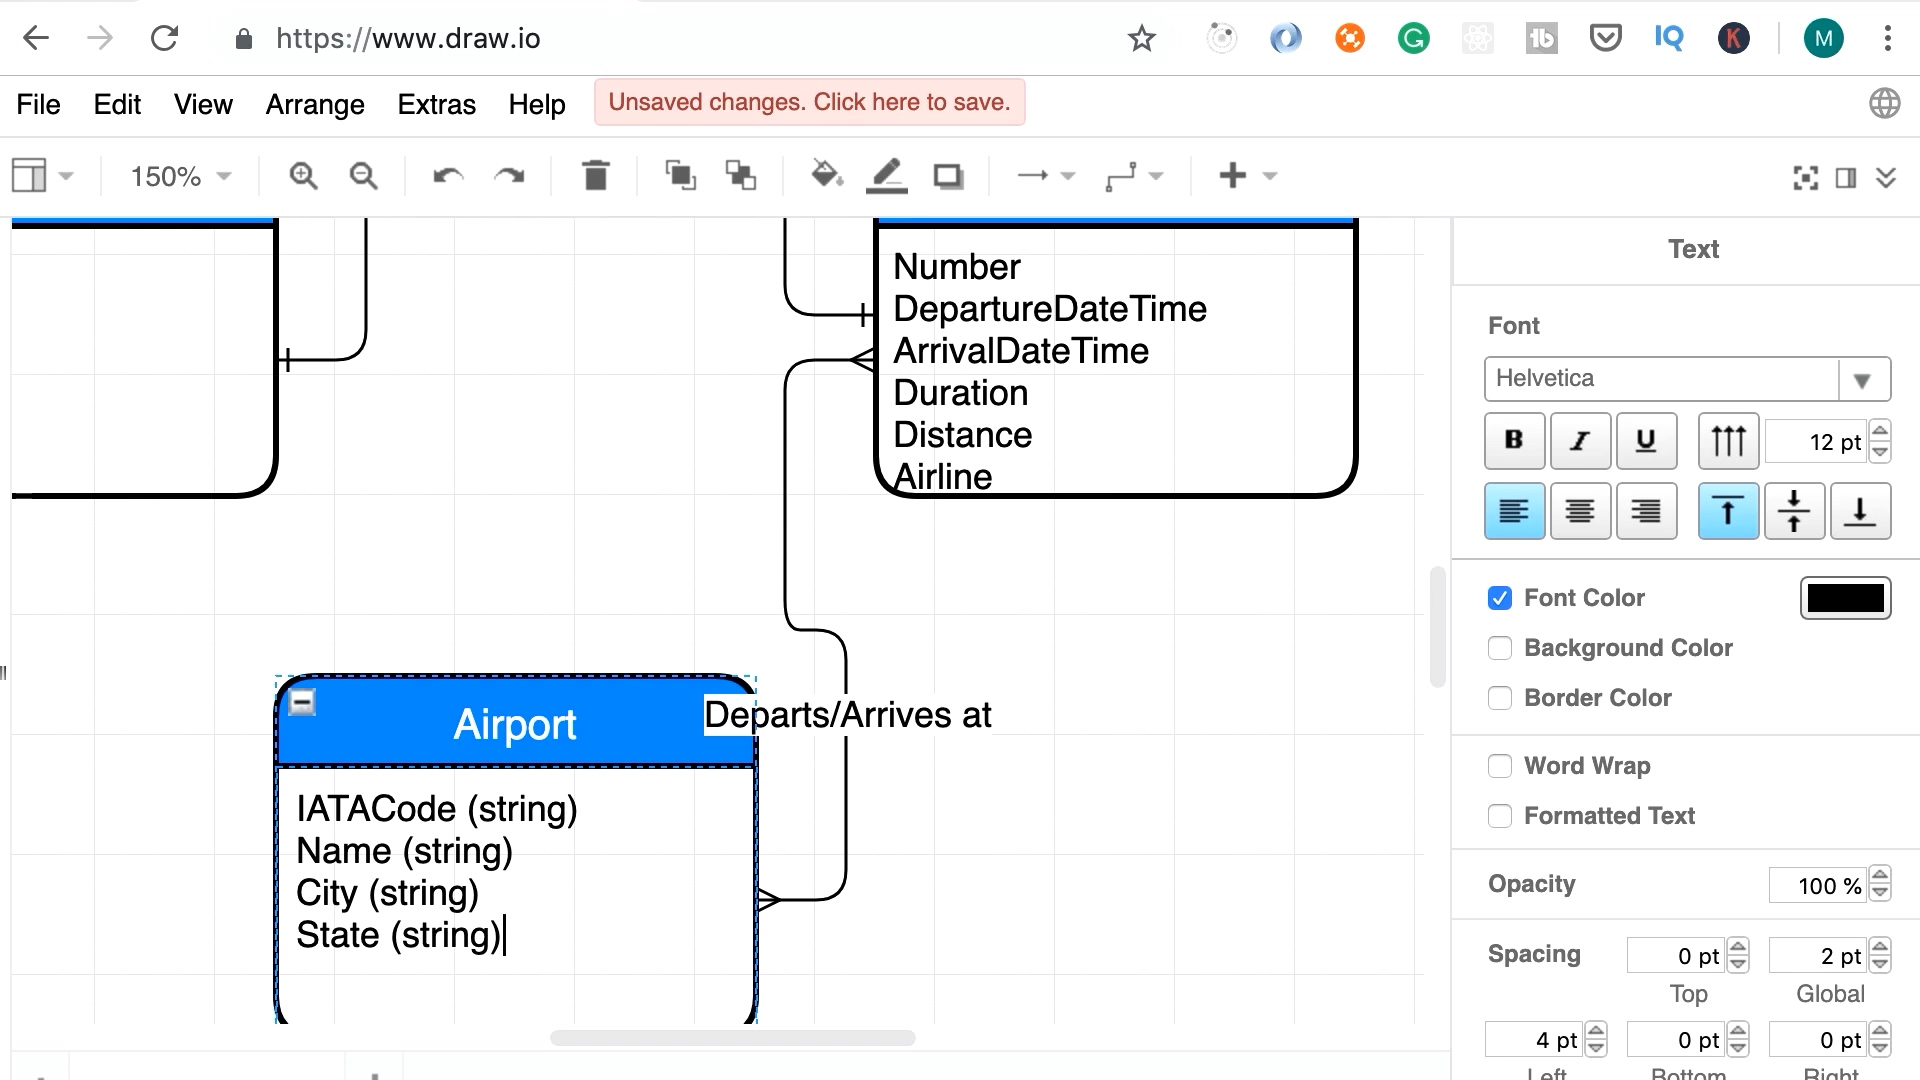 https://www.draw.io
M
File Edit View Arrange Extras Help Unsaved changes. Click here to save.
150%
Text
Number
DepartureDateTime
ArrivalDateTime
Duration
Distance
Airline
Font
Helvetica
B I U 12 pt
Font Color
Background Color
Border Color
Departs/Arrives at
Airport
IATACode (string)
Name (string)
City (string)
State (string)
Word Wrap
Formatted Text
Opacity 100 %
Spacing 0 pt 2 pt
Top Global
4 pt 0 pt 0 pt
Left Bottom Right